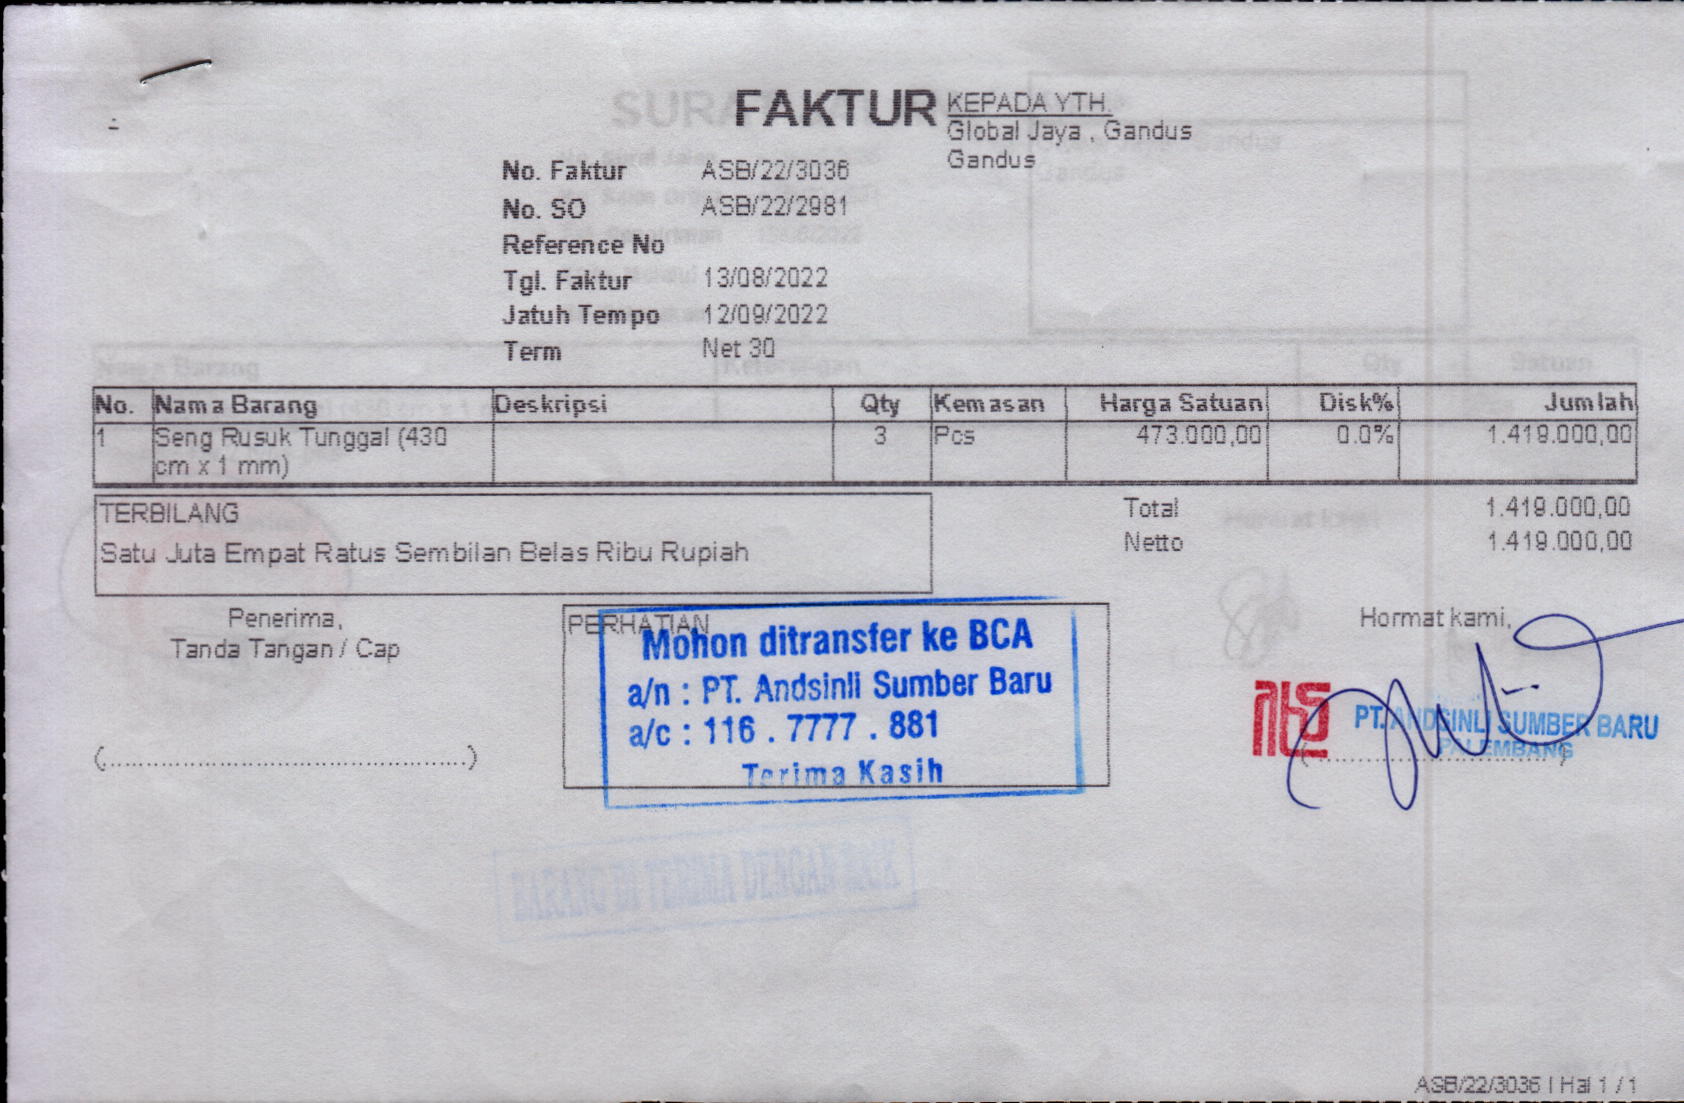 FAKTUR
KEPADA YTH.
Global Jaya , Gandus
Gandus
No. Faktur ASB/22/3036
No. SO ASB/22/2981
Reference No
Tgl. Faktur 13/08/2022
Jatuh Tempo 12/09/2022
Term Net 30
No. Nama Barang Deskripsi Qty Kemasan Harga Satuan Disk% Jumlah
1 Seng Rusuk Tunggal (430 3 Pcs 473.000,00 0.0% 1.419.000,00
cm x 1 mm)
TERBILANG
Satu Juta Empat Ratus Sembilan Belas Ribu Rupiah
Total 1.419.000,00
Netto 1.419.000,00
Penerima,
Tanda Tangan / Cap
PERHATIAN
Mohon ditransfer ke BCA
a/n : PT. Andsinli Sumber Baru
a/c : 116 . 7777 . 881
Terima Kasih
Hormat kami,
PT. ANDSINLI SUMBER BARU
PALEMBANG
BARANG DI TERIMA DENGAN BAIK
ASB/22/3036 | Hal 1 / 1